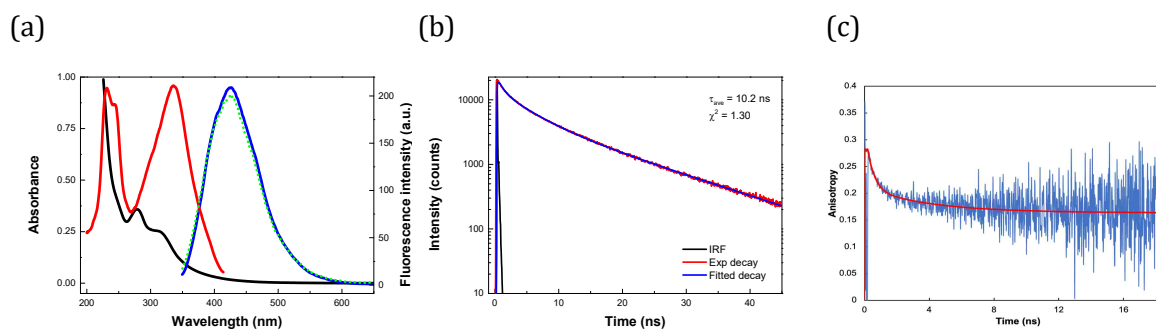 (a)
Absorbance
1.00
0.75
0.50
0.25
0.00
200
150
100
50
0
Fluorescence intensity (a.u.)
200 300 400 500 600
Wavelength (nm)
(b)
Intensity (counts)
10000
1000
100
10
τave = 10.2 ns
χ² = 1.30
IRF
Exp decay
Fitted decay
0 10 20 30 40
Time (ns)
(c)
Anisotropy
0.4
0.35
0.3
0.25
0.2
0.15
0.1
0.05
0
0 4 8 12 16
Time (ns)